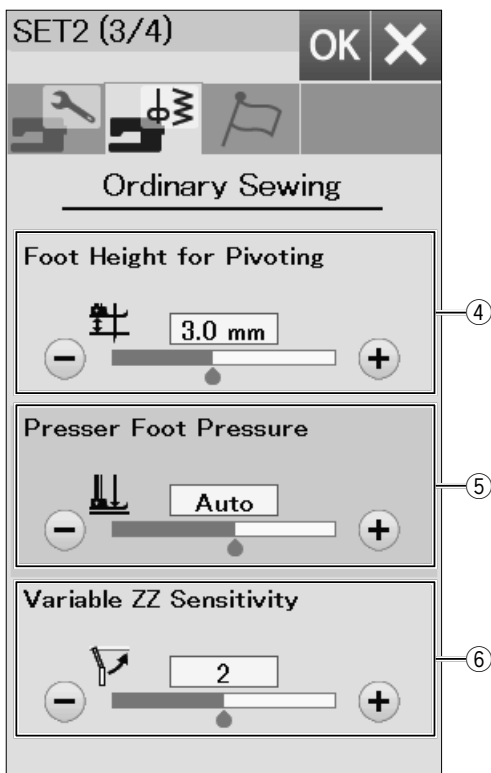 SET2 (3/4)
OK
Ordinary Sewing
Foot Height for Pivoting
3.0 mm
④
Presser Foot Pressure
Auto
⑤
Variable ZZ Sensitivity
2
⑥